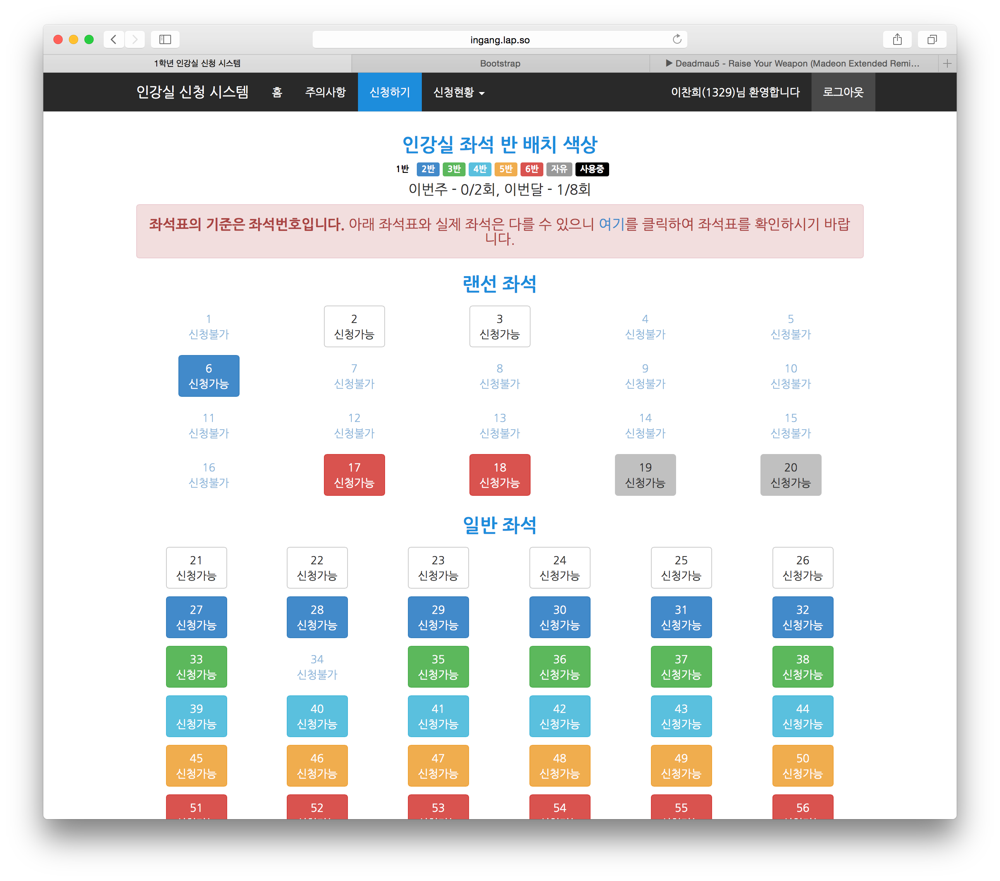 ingang.lap.so
1학년 인강실 신청 시스템
Bootstrap
▶ Deadmau5 - Raise Your Weapon (Madeon Extended Remi...
인강실 신청 시스템 홈 주의사항 신청하기 신청현황 이찬희(1329)님 환영합니다 로그아웃
인강실 좌석 반 배치 색상
1반 2반 3반 4반 5반 6반 자유 사용중
이번주 - 0/2회, 이번달 - 1/8회
좌석표의 기준은 좌석번호입니다. 아래 좌석표와 실제 좌석은 다를 수 있으니 여기를 클릭하여 좌석표를 확인하시기 바랍
니다.
랜선 좌석
1 2 3 4 5
신청불가 신청가능 신청가능 신청불가 신청불가
6 7 8 9 10
신청가능 신청불가 신청불가 신청불가 신청불가
11 12 13 14 15
신청불가 신청불가 신청불가 신청불가 신청불가
16 17 18 19 20
신청불가 신청가능 신청가능 신청가능 신청가능
일반 좌석
21 22 23 24 25 26
신청가능 신청가능 신청가능 신청가능 신청가능 신청가능
27 28 29 30 31 32
신청가능 신청가능 신청가능 신청가능 신청가능 신청가능
33 34 35 36 37 38
신청가능 신청불가 신청가능 신청가능 신청가능 신청가능
39 40 41 42 43 44
신청가능 신청가능 신청가능 신청가능 신청가능 신청가능
45 46 47 48 49 50
신청가능 신청가능 신청가능 신청가능 신청가능 신청가능
51 52 53 54 55 56